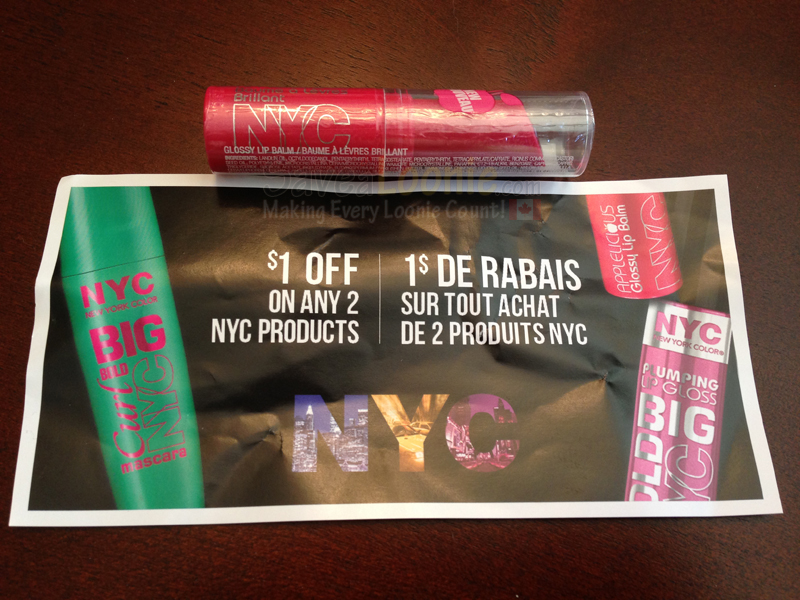 Brillant
NYC
GLOSSY LIP BALM / BAUME À LÈVRES BRILLANT
SaveaLoonie.com
Making Every Loonie Count!
$1 OFF
ON ANY 2
NYC PRODUCTS
1$ DE RABAIS
SUR TOUT ACHAT
DE 2 PRODUITS NYC
NYC
NYC
NEW YORK COLOR
BIG
BOLD
Curl
NYC
mascara
APPLELICIOUS
Glossy Lip Balm
NYC
NYC
NEW YORK COLOR®
PLUMPING
LIP GLOSS
BIG
OLD
NYC